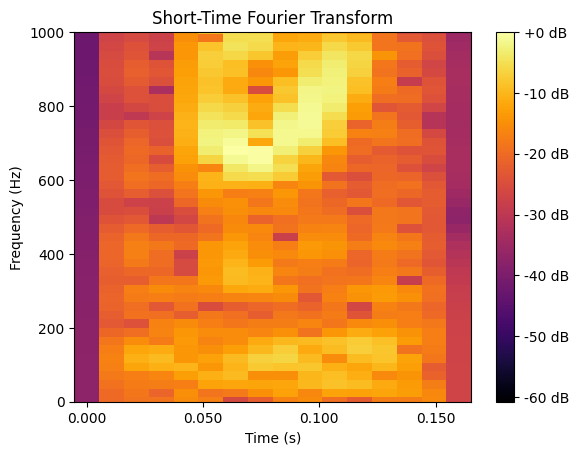 Short-Time Fourier Transform
1000
800
600
400
200
0
Frequency (Hz)
0.000
0.050
0.100
0.150
Time (s)
+0 dB
-10 dB
-20 dB
-30 dB
-40 dB
-50 dB
-60 dB